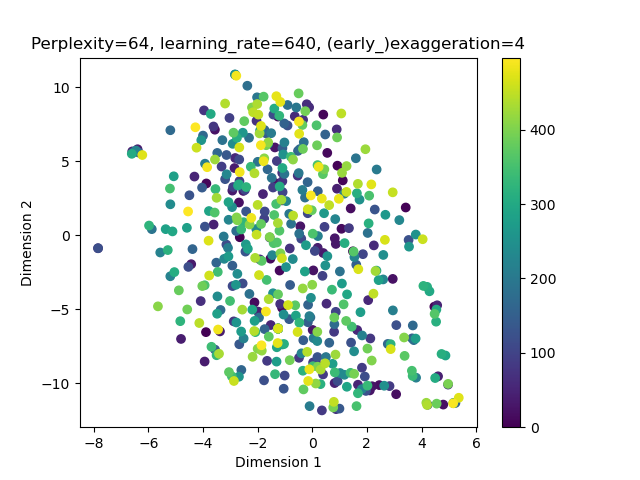 Perplexity=64, learning_rate=640, (early_)exaggeration=4
10
5
0
−5
−10
Dimension 2
−8 −6 −4 −2 0 2 4 6
Dimension 1
400
300
200
100
0